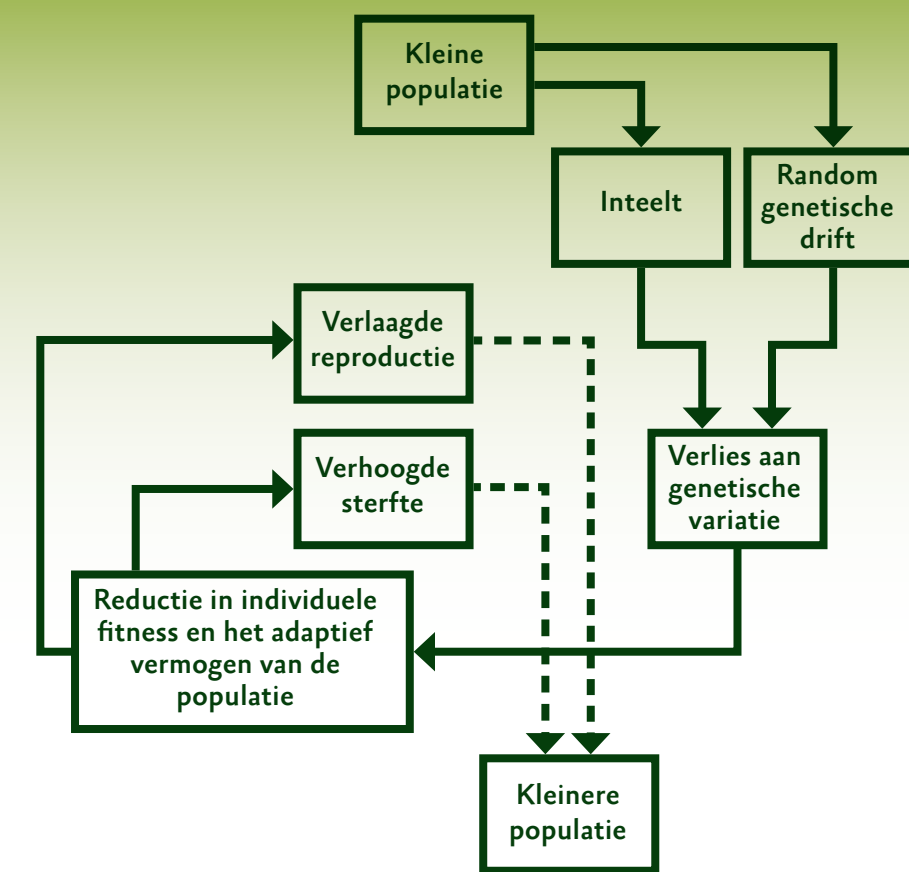 Kleine
populatie
Inteelt
Random
genetische
drift
Verlaagde
reproductie
Verhoogde
sterfte
Verlies aan
genetische
variatie
Reductie in individuele
fitness en het adaptief
vermogen van de
populatie
Kleinere
populatie